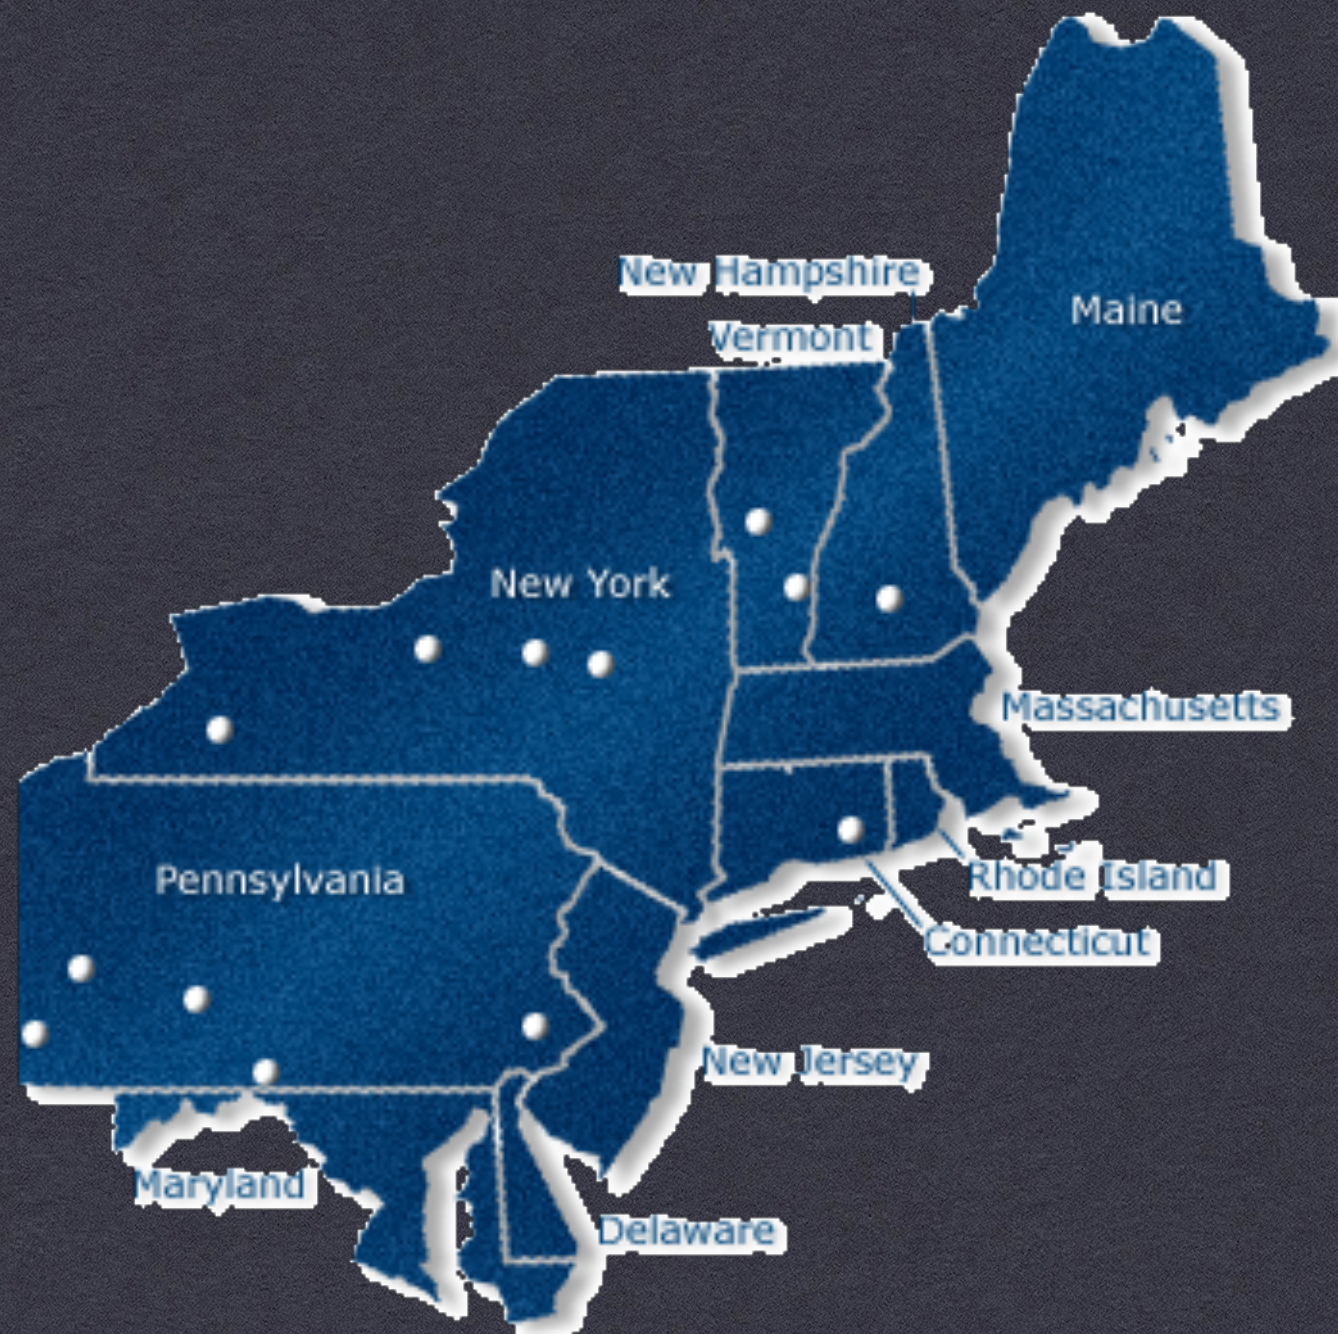 New Hampshire
Maine
Vermont
New York
Massachusetts
Pennsylvania
Rhode Island
Connecticut
New Jersey
Maryland
Delaware